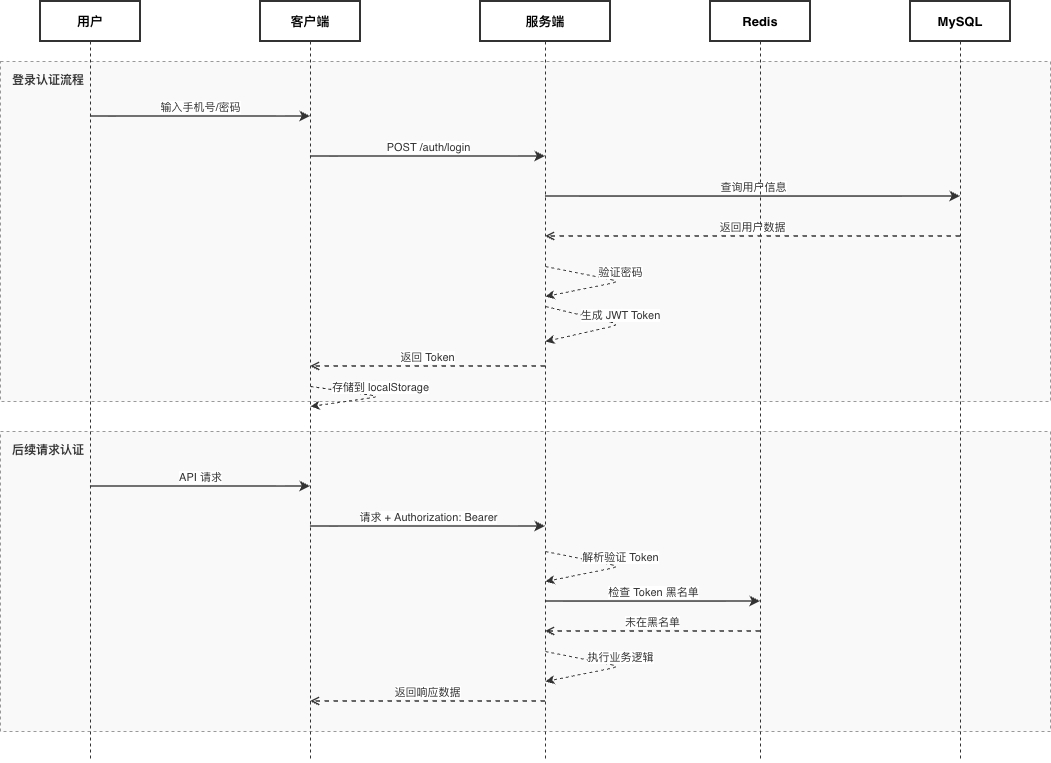 用户
客户端
服务端
Redis
MySQL
登录认证流程
输入手机号/密码
POST /auth/login
查询用户信息
返回用户数据
验证密码
生成 JWT Token
返回 Token
存储到 localStorage
后续请求认证
API 请求
请求 + Authorization: Bearer
解析验证 Token
检查 Token 黑名单
未在黑名单
执行业务逻辑
返回响应数据